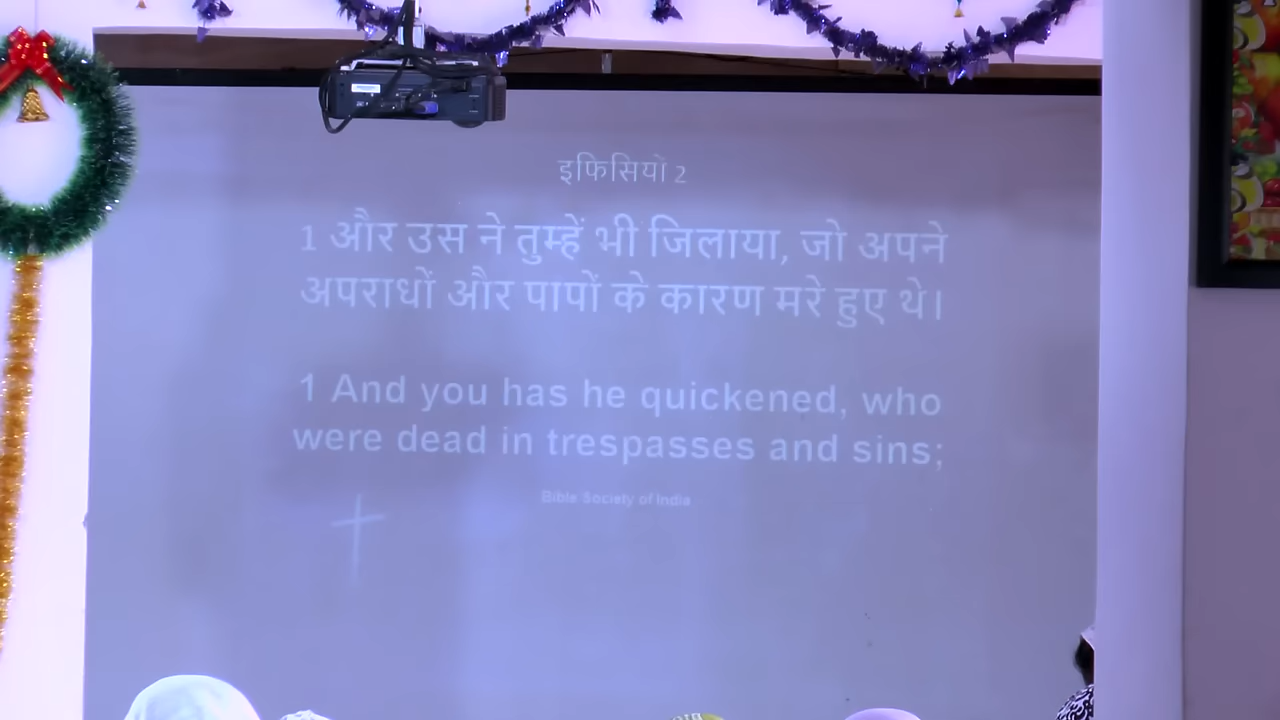 इफिसियों 2
1 और उस ने तुम्हें भी जिलाया, जो अपने
अपराधों और पापों के कारण मरे हुए थे।
1 And you has he quickened, who
were dead in trespasses and sins;
Bible Society of India